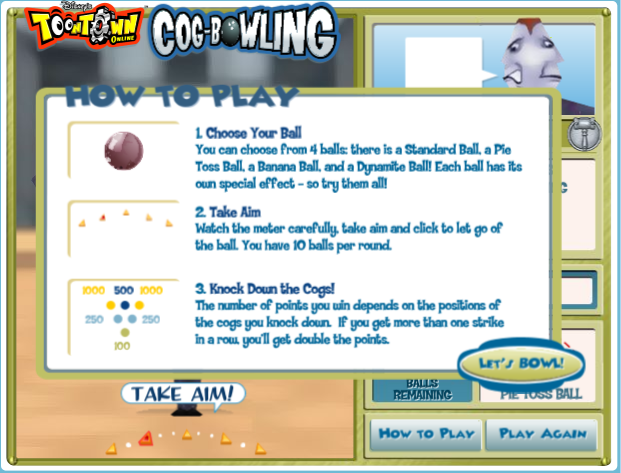 Disney's
TOONTOWN
ONLINE
COG-BOWLING
HOW TO PLAY
1. Choose Your Ball
You can choose from 4 balls: there is a Standard Ball, a Pie
Toss Ball, a Banana Ball, and a Dynamite Ball! Each ball has its
own special effect - so try them all!
2. Take Aim
Watch the meter carefully, take aim and click to let go of
the ball. You have 10 balls per round.
1000 500 1000
250 250
100
3. Knock Down the Cogs!
The number of points you win depends on the positions of
the cogs you knock down. If you get more than one strike
in a row, you'll get double the points.
LET'S BOWL!
TAKE AIM!
BALLS
REMAINING
PIE TOSS BALL
HOW TO PLAY
PLAY AGAIN